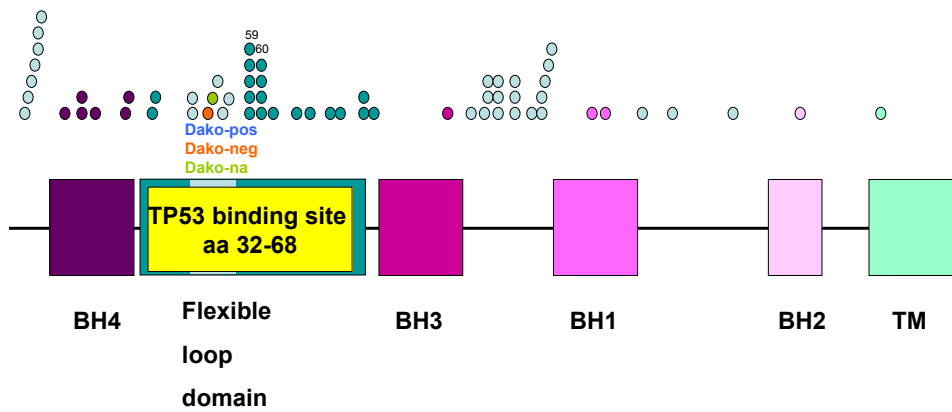 59
60
Dako-pos
Dako-neg
Dako-na
TP53 binding site
aa 32-68
BH4
Flexible
loop
domain
BH3
BH1
BH2
TM